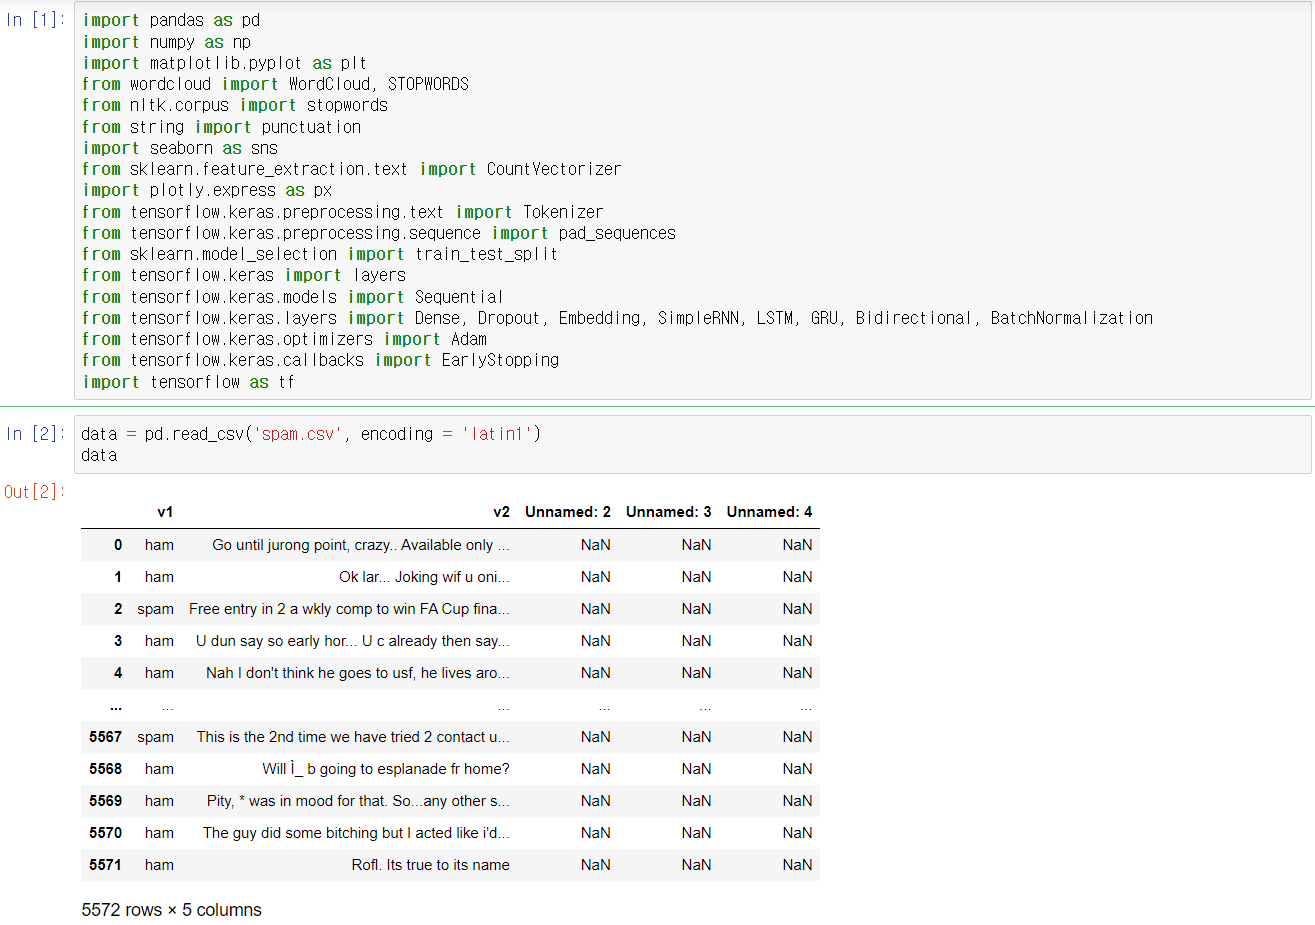 In [1]:
import pandas as pd
import numpy as np
import matplotlib.pyplot as plt
from wordcloud import WordCloud, STOPWORDS
from nltk.corpus import stopwords
from string import punctuation
import seaborn as sns
from sklearn.feature_extraction.text import CountVectorizer
import plotly.express as px
from tensorflow.keras.preprocessing.text import Tokenizer
from tensorflow.keras.preprocessing.sequence import pad_sequences
from sklearn.model_selection import train_test_split
from tensorflow.keras import layers
from tensorflow.keras.models import Sequential
from tensorflow.keras.layers import Dense, Dropout, Embedding, SimpleRNN, LSTM, GRU, Bidirectional, BatchNormalization
from tensorflow.keras.optimizers import Adam
from tensorflow.keras.callbacks import EarlyStopping
import tensorflow as tf
In [2]:
data = pd.read_csv('spam.csv', encoding = 'latin1')
data
Out[2]:
v1 v2 Unnamed: 2 Unnamed: 3 Unnamed: 4
0 ham Go until jurong point, crazy.. Available only ... NaN NaN NaN
1 ham Ok lar... Joking wif u oni... NaN NaN NaN
2 spam Free entry in 2 a wkly comp to win FA Cup fina... NaN NaN NaN
3 ham U dun say so early hor... U c already then say... NaN NaN NaN
4 ham Nah I don't think he goes to usf, he lives aro... NaN NaN NaN
... ... ... ... ... ...
5567 spam This is the 2nd time we have tried 2 contact u... NaN NaN NaN
5568 ham Will Ì_ b going to esplanade fr home? NaN NaN NaN
5569 ham Pity, * was in mood for that. So...any other s... NaN NaN NaN
5570 ham The guy did some bitching but I acted like i'd... NaN NaN NaN
5571 ham Rofl. Its true to its name NaN NaN NaN
5572 rows × 5 columns